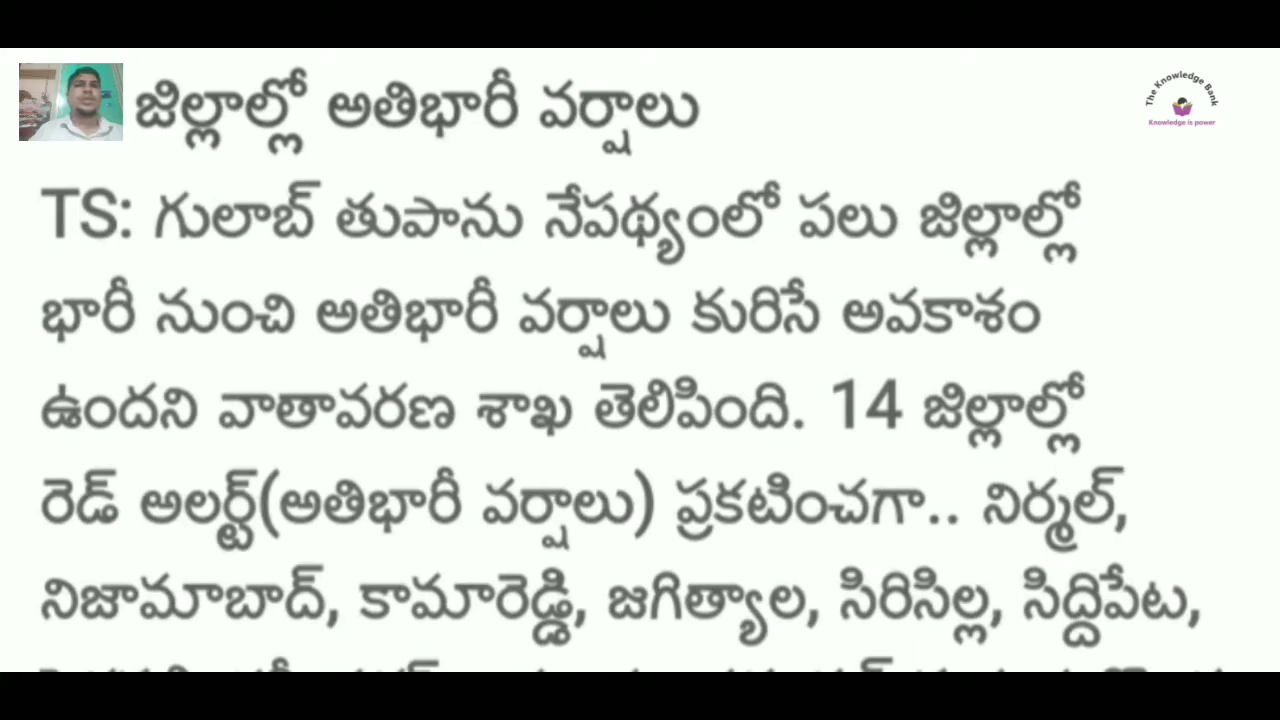 జిల్లాల్లో అతిభారీ వర్షాలు
The Knowledge Bank
Knowledge is power
TS: గులాబ్ తుపాను నేపథ్యంలో పలు జిల్లాల్లో
భారీ నుంచి అతిభారీ వర్షాలు కురిసే అవకాశం
ఉందని వాతావరణ శాఖ తెలిపింది. 14 జిల్లాల్లో
రెడ్ అలర్ట్(అతిభారీ వర్షాలు) ప్రకటించగా.. నిర్మల్,
నిజామాబాద్, కామారెడ్డి, జగిత్యాల, సిరిసిల్ల, సిద్దిపేట,